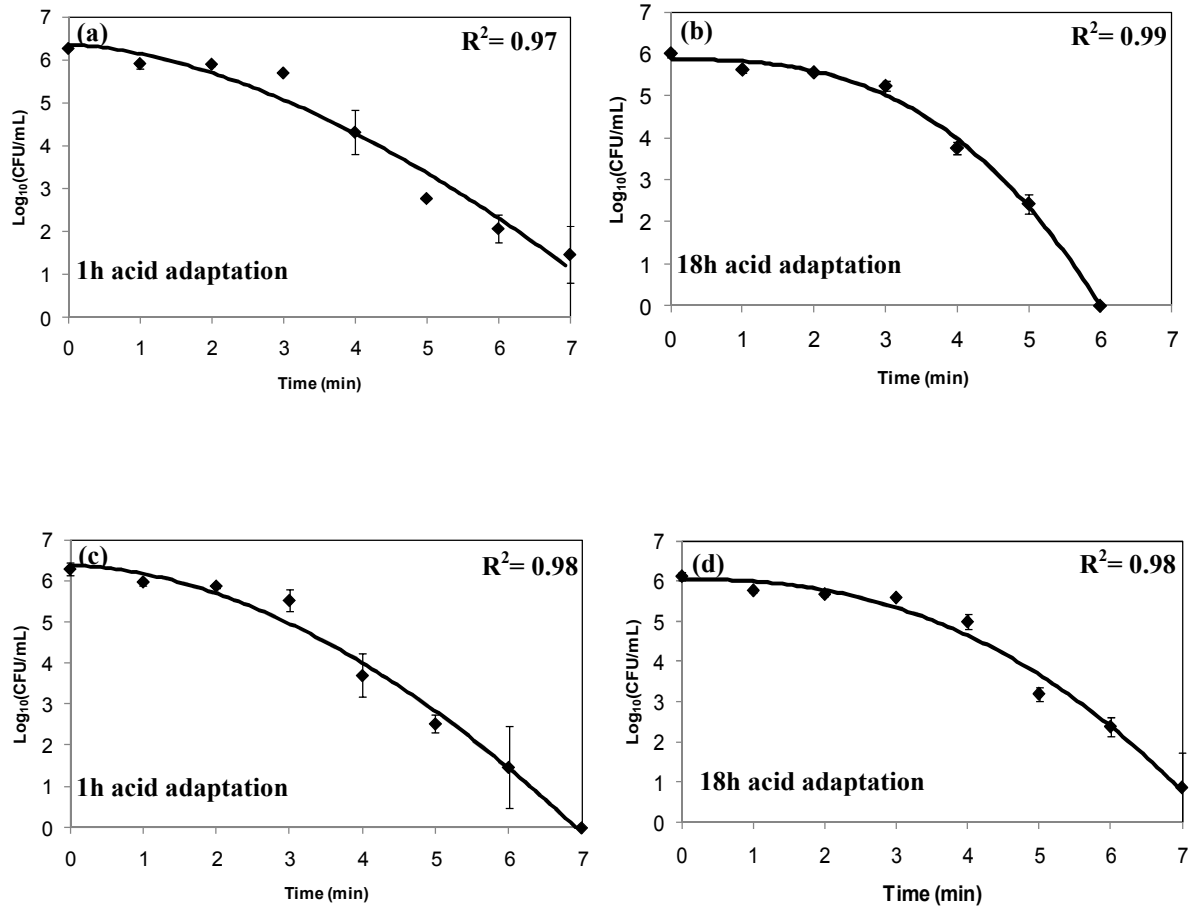 (a)
R²= 0.97
Log₁₀(CFU/mL)
7
6
5
4
3
2
1
0
1h acid adaptation
0 1 2 3 4 5 6 7
Time (min)
(b)
R²= 0.99
Log₁₀(CFU/mL)
7
6
5
4
3
2
1
0
18h acid adaptation
0 1 2 3 4 5 6 7
Time (min)
(c)
R²= 0.98
Log₁₀(CFU/mL)
7
6
5
4
3
2
1
0
1h acid adaptation
0 1 2 3 4 5 6 7
Time (min)
(d)
R²= 0.98
Log₁₀(CFU/mL)
7
6
5
4
3
2
1
0
18h acid adaptation
0 1 2 3 4 5 6 7
Time (min)